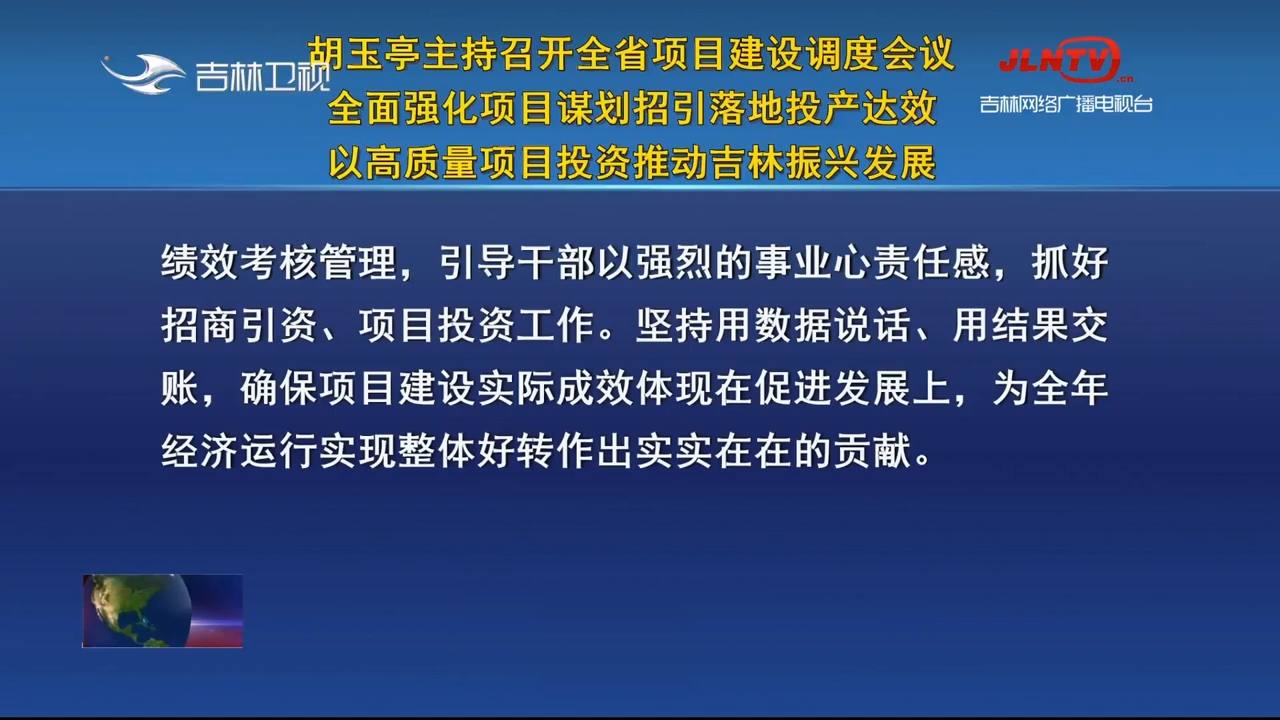 胡玉亭主持召开全省项目建设调度会议
吉林卫视
JLNTV.cn
吉林网络广播电视台
全面强化项目谋划招引落地投产达效
以高质量项目投资推动吉林振兴发展
绩效考核管理，引导干部以强烈的事业心责任感，抓好
招商引资、项目投资工作。坚持用数据说话、用结果交
账，确保项目建设实际成效体现在促进发展上，为全年
经济运行实现整体好转作出实实在在的贡献。